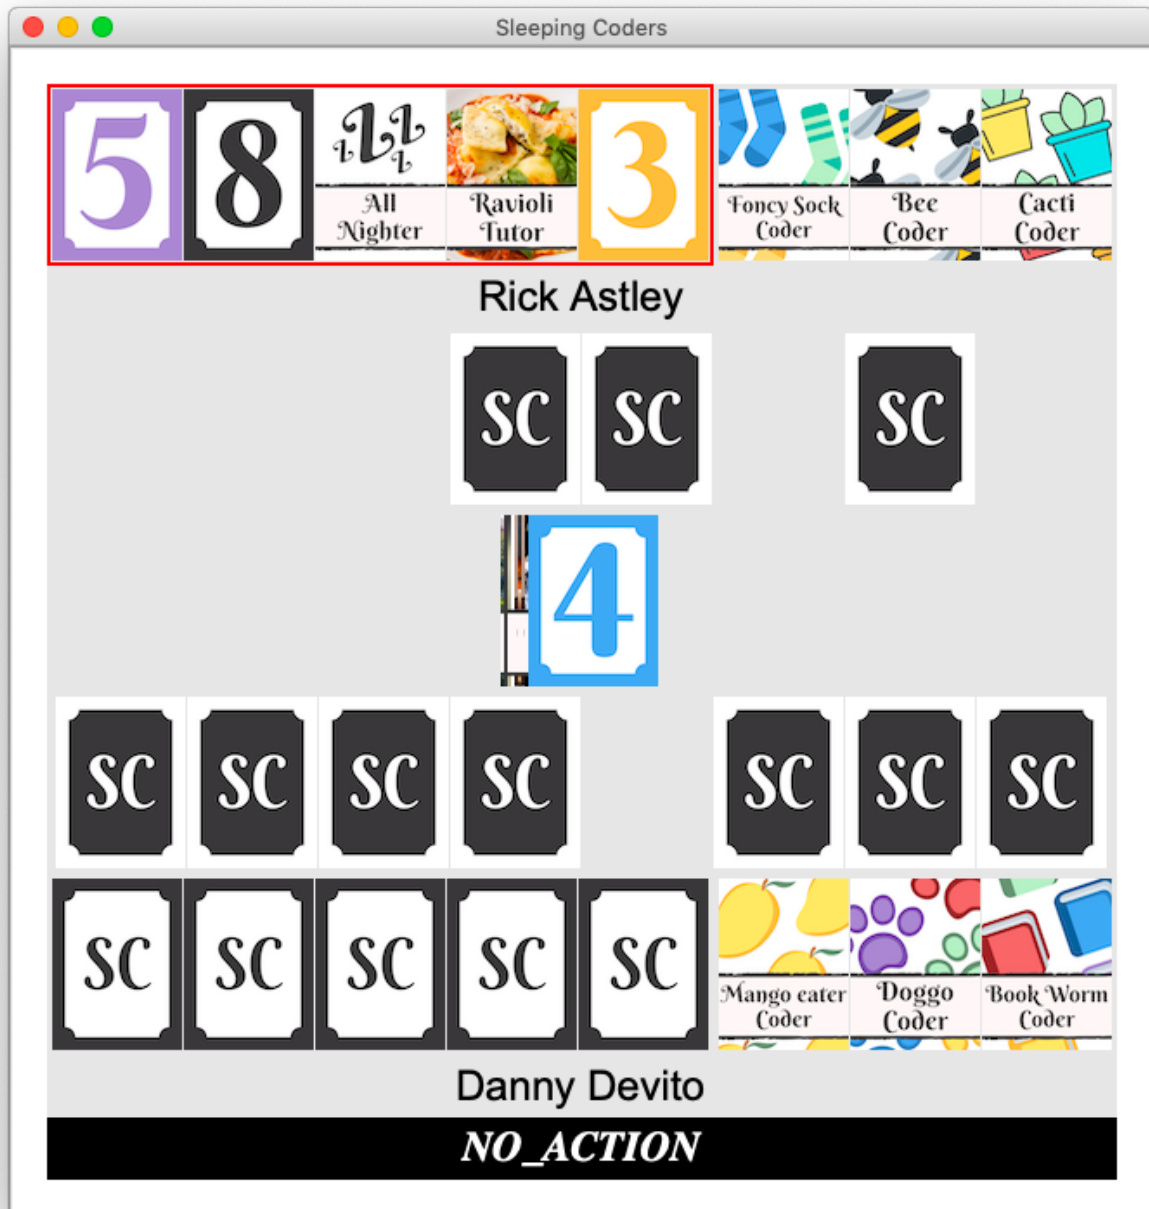 Sleeping Coders
5 8 All Nighter Ravioli Tutor 3 Foncy Sock Coder Bee Coder Cacti Coder
Rick Astley
SC SC SC
4
SC SC SC SC SC SC SC
SC SC SC SC SC Mango eater Coder Doggo Coder Book Worm Coder
Danny Devito
NO_ACTION